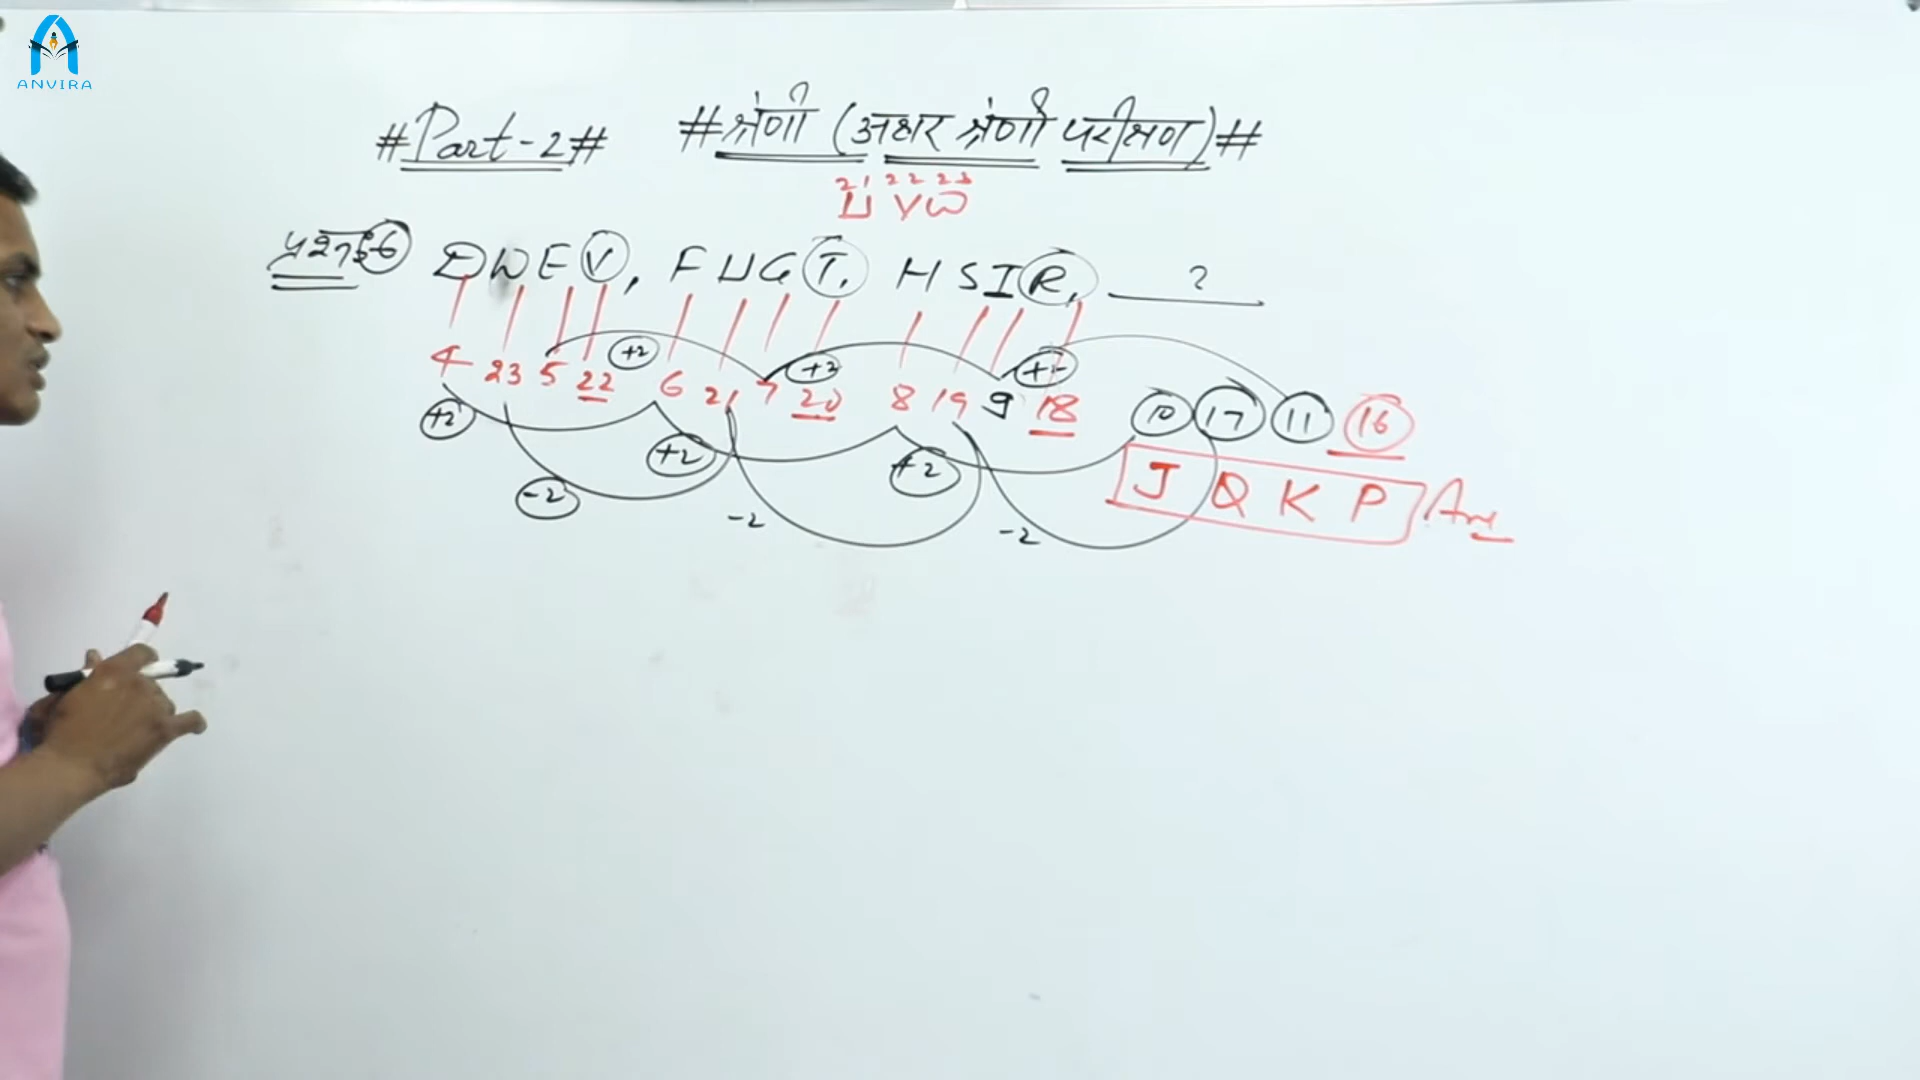 ANVIRA
#Part-2# #श्रेणी (अक्षर श्रेणी परीक्षण)#
21 22 23
U V W
प्रश्न-6 DWEV, FUGT, HSIR, ?
4 23 5 22 6 21 7 20 8 19 9 18 10 17 11 16
+2 +2 +2
+2 +2 +2
-2 -2 -2
J Q K P Ans